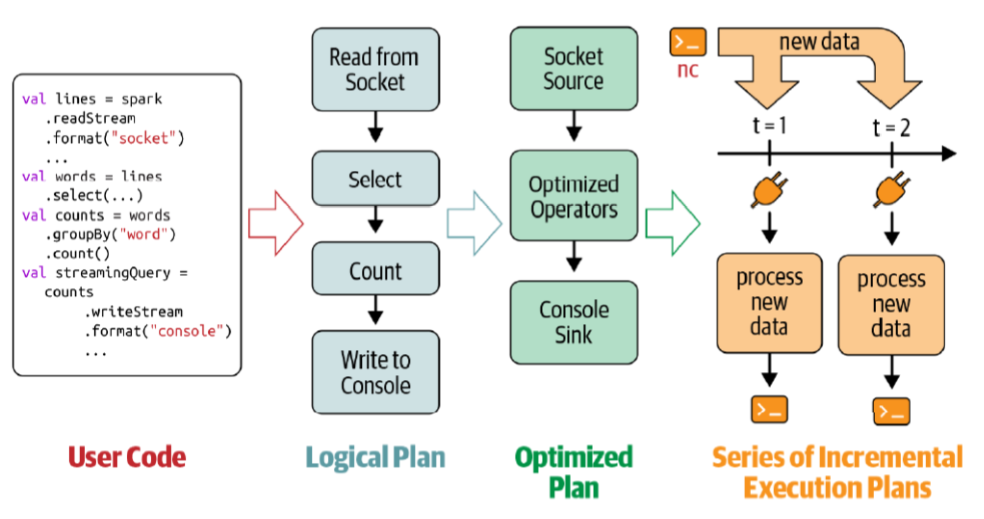 val lines = spark
.readStream
.format("socket")
...
val words = lines
.select(...)
val counts = words
.groupBy("word")
.count()
val streamingQuery =
counts
.writeStream
.format("console")
...
User Code
Read from
Socket
Select
Count
Write to
Console
Logical Plan
Socket
Source
Optimized
Operators
Console
Sink
Optimized
Plan
>_
nc
new data
t = 1
t = 2
process
new
data
process
new
data
>_
>_
Series of Incremental
Execution Plans